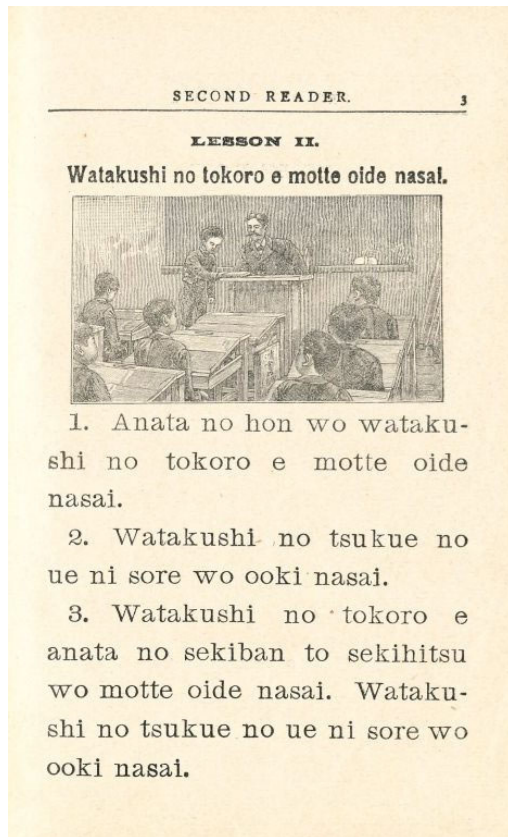 SECOND READER. 3
LESSON II.
Watakushi no tokoro e motte oide nasai.
1. Anata no hon wo wataku-
shi no tokoro e motte oide
nasai.
2. Watakushi no tsukue no
ue ni sore wo ooki nasai.
3. Watakushi no tokoro e
anata no sekiban to sekihitsu
wo motte oide nasai. Wataku-
shi no tsukue no ue ni sore wo
ooki nasai.